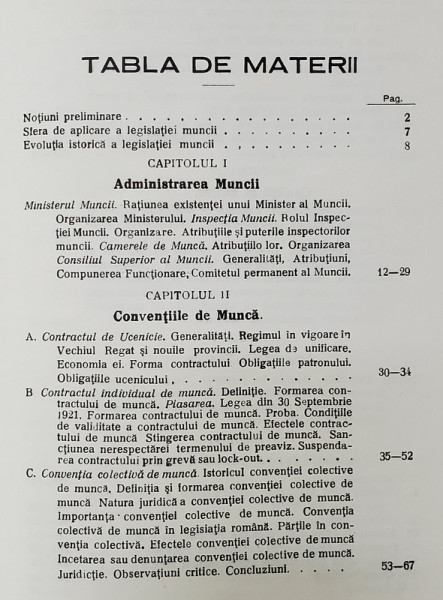 TABLA DE MATERII
Pag.
Noțiuni preliminare . . . . . . . . . . . . . . 2
Sfera de aplicare a legislației muncii . . . . . . . . 7
Evoluția istorică a legislației muncii . . . . . . . . 8
CAPITOLUL I
Administrarea Muncii
Ministerul Muncii. Rațiunea existenței unui Minister al Muncii.
Organizarea Ministerului. Inspecția Muncii. Rolul Inspec-
ției Muncii. Organizare. Atribuțiile și puterile inspectorilor
muncii. Camerele de Muncă. Atribuțiile lor. Organizarea
Consiliul Superior al Muncii. Generalități, Atribuțiuni,
Compunerea Funcționare, Comitetul permanent al Muncii. 12—29
CAPITOLUL II
Convențiile de Muncă.
A. Contractul de Ucenicie. Generalități. Regimul în vigoare în
Vechiul Regat și nouile provincii. Legea de unificare.
Economia ei. Forma contractului Obligațiile patronului.
Obligațiile ucenicului . . . . . . . . . . . . 30—34
B Contractul individual de muncă. Definiție. Formarea con-
tractului de muncă. Plasarea. Legea din 30 Septembrie
1921. Formarea contractului de muncă. Proba. Condițiile
de validitate a contractului de muncă. Efectele contrac-
tului de muncă Stingerea contractului de muncă. Sanc-
țiunea nerespectărei termenului de preaviz. Suspenda-
rea contractului prin grevă sau lock-out. . . . . . . . 35—52
C. Convenția colectivă de muncă. Istoricul convenției colective
de muncă. Definiția și formarea convenției colective de
muncă Natura juridică a convenției colective de muncă.
Importanța convenției colective de muncă. Convenția
colectivă de muncă în legislația română. Părțile în con-
venția colectivă. Efectele convenției colective de muncă
Incetarea sau denunțarea convenției colective de muncă.
Juridicție. Observațiuni critice. Concluziuni. . . . . 53—67